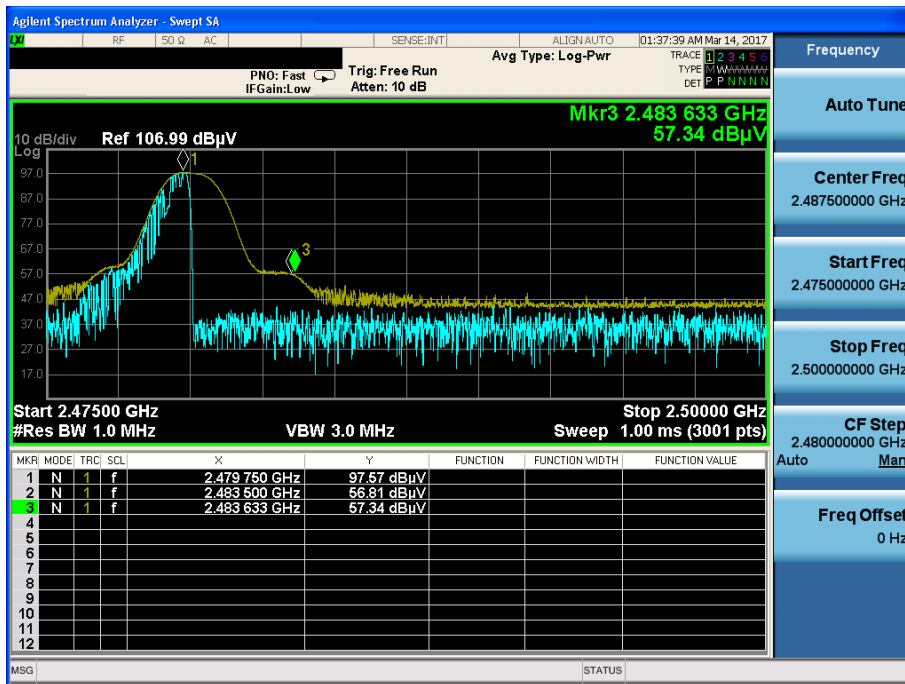 Agilent Spectrum Analyzer - Swept SA
LXI RF 50 Ω AC SENSE:INT ALIGN AUTO 01:37:39 AM Mar 14, 2017
Frequency
PNO: Fast
IFGain:Low
Trig: Free Run
Atten: 10 dB
Avg Type: Log-Pwr
TRACE 1 2 3 4 5 6
TYPE M W
DET P P N N N N
Auto Tune
Mkr3 2.483 633 GHz
57.34 dBµV
10 dB/div Ref 106.99 dBµV
Log
97.0
87.0
77.0
67.0
57.0
47.0
37.0
27.0
17.0
1
3
Center Freq
2.487500000 GHz
Start Freq
2.475000000 GHz
Stop Freq
2.500000000 GHz
CF Step
2.480000000 GHz
Auto Man
Freq Offset
0 Hz
Start 2.47500 GHz Stop 2.50000 GHz
#Res BW 1.0 MHz VBW 3.0 MHz Sweep 1.00 ms (3001 pts)
MKR MODE TRC SCL X Y FUNCTION FUNCTION WIDTH FUNCTION VALUE
1 N 1 f 2.479 750 GHz 97.57 dBµV
2 N 1 f 2.483 500 GHz 56.81 dBµV
3 N 1 f 2.483 633 GHz 57.34 dBµV
4
5
6
7
8
9
10
11
12
MSG STATUS